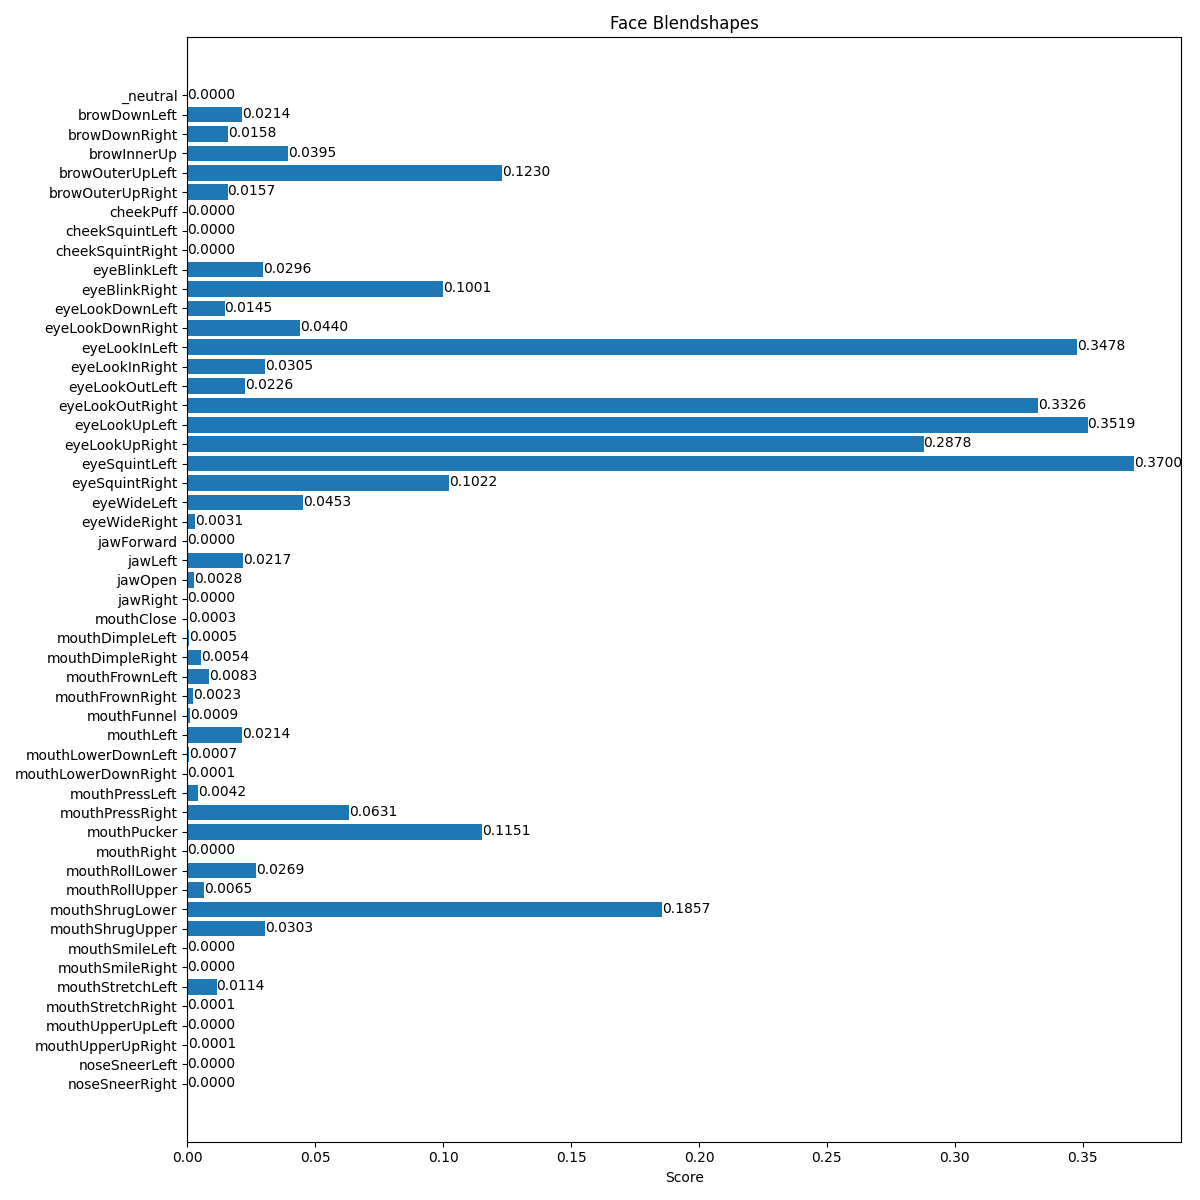 Face Blendshapes
_neutral 0.0000
browDownLeft 0.0214
browDownRight 0.0158
browInnerUp 0.0395
browOuterUpLeft 0.1230
browOuterUpRight 0.0157
cheekPuff 0.0000
cheekSquintLeft 0.0000
cheekSquintRight 0.0000
eyeBlinkLeft 0.0296
eyeBlinkRight 0.1001
eyeLookDownLeft 0.0145
eyeLookDownRight 0.0440
eyeLookInLeft 0.3478
eyeLookInRight 0.0305
eyeLookOutLeft 0.0226
eyeLookOutRight 0.3326
eyeLookUpLeft 0.3519
eyeLookUpRight 0.2878
eyeSquintLeft 0.3700
eyeSquintRight 0.1022
eyeWideLeft 0.0453
eyeWideRight 0.0031
jawForward 0.0000
jawLeft 0.0217
jawOpen 0.0028
jawRight 0.0000
mouthClose 0.0003
mouthDimpleLeft 0.0005
mouthDimpleRight 0.0054
mouthFrownLeft 0.0083
mouthFrownRight 0.0023
mouthFunnel 0.0009
mouthLeft 0.0214
mouthLowerDownLeft 0.0007
mouthLowerDownRight 0.0001
mouthPressLeft 0.0042
mouthPressRight 0.0631
mouthPucker 0.1151
mouthRight 0.0000
mouthRollLower 0.0269
mouthRollUpper 0.0065
mouthShrugLower 0.1857
mouthShrugUpper 0.0303
mouthSmileLeft 0.0000
mouthSmileRight 0.0000
mouthStretchLeft 0.0114
mouthStretchRight 0.0001
mouthUpperUpLeft 0.0000
mouthUpperUpRight 0.0001
noseSneerLeft 0.0000
noseSneerRight 0.0000
0.00 0.05 0.10 0.15 0.20 0.25 0.30 0.35
Score